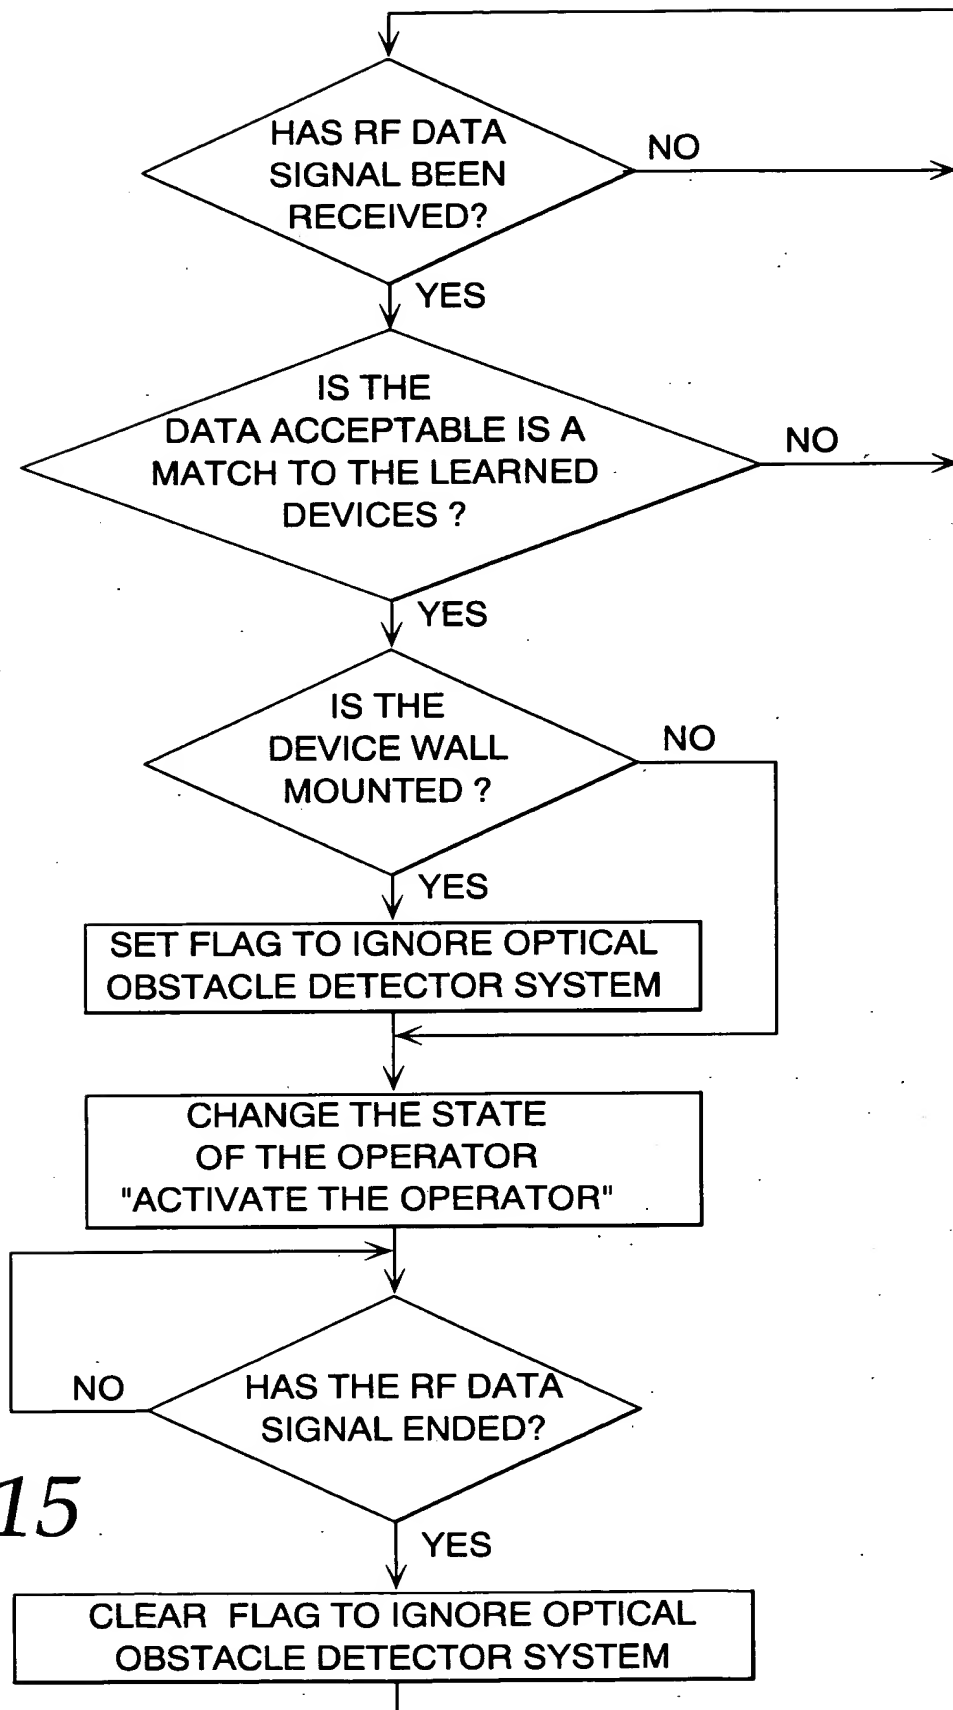 HAS RF DATA
SIGNAL BEEN
RECEIVED?
NO
YES
IS THE
DATA ACCEPTABLE IS A
MATCH TO THE LEARNED
DEVICES ?
NO
YES
IS THE
DEVICE WALL
MOUNTED ?
NO
YES
SET FLAG TO IGNORE OPTICAL
OBSTACLE DETECTOR SYSTEM
CHANGE THE STATE
OF THE OPERATOR
"ACTIVATE THE OPERATOR"
NO
HAS THE RF DATA
SIGNAL ENDED?
15
YES
CLEAR FLAG TO IGNORE OPTICAL
OBSTACLE DETECTOR SYSTEM